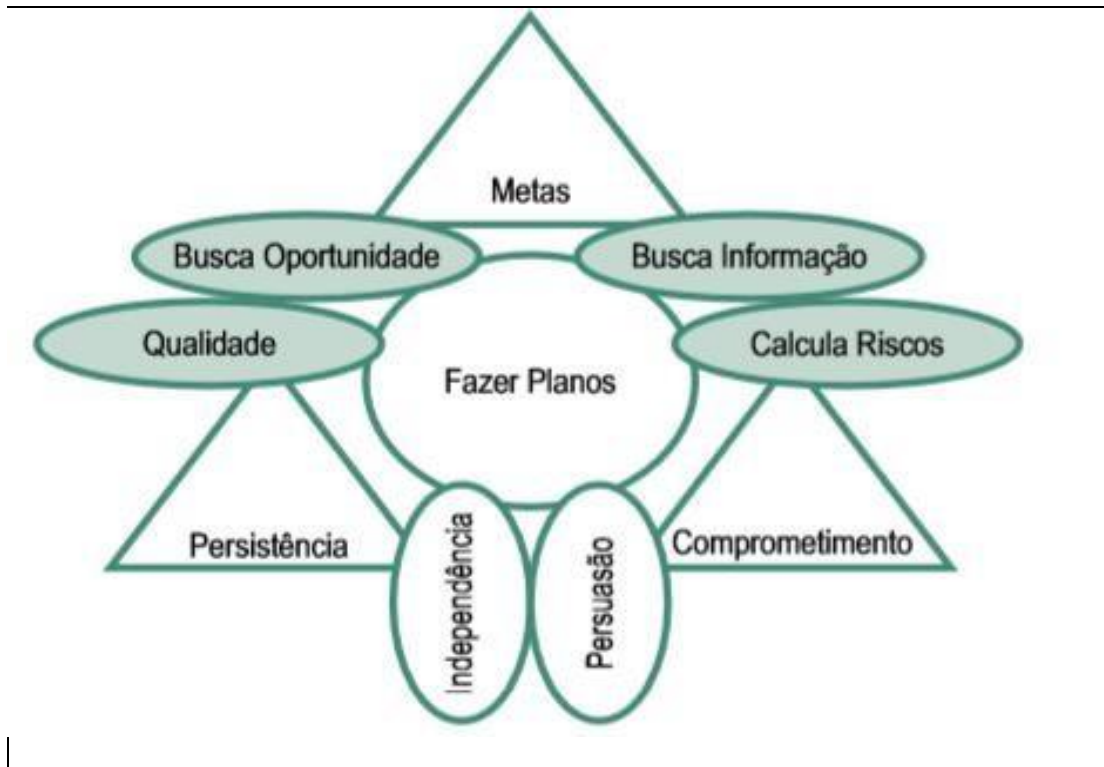 Metas
Busca Oportunidade
Busca Informação
Qualidade
Calcula Riscos
Fazer Planos
Persistência
Independência
Persuasão
Comprometimento